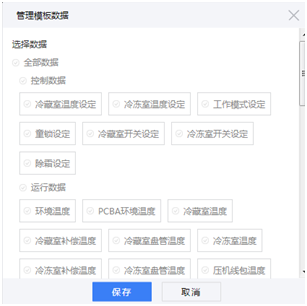 管理模板数据
选择数据
全部数据
控制数据
冷藏室温度设定 冷冻室温度设定 工作模式设定
童锁设定 冷藏室开关设定 冷冻室开关设定
除霜设定
运行数据
环境温度 PCBA环境温度 冷藏室温度
冷藏室补偿温度 冷藏室盘管温度 冷冻室温度
冷冻室补偿温度 冷冻室盘管温度 压机线包温度
保存 取消